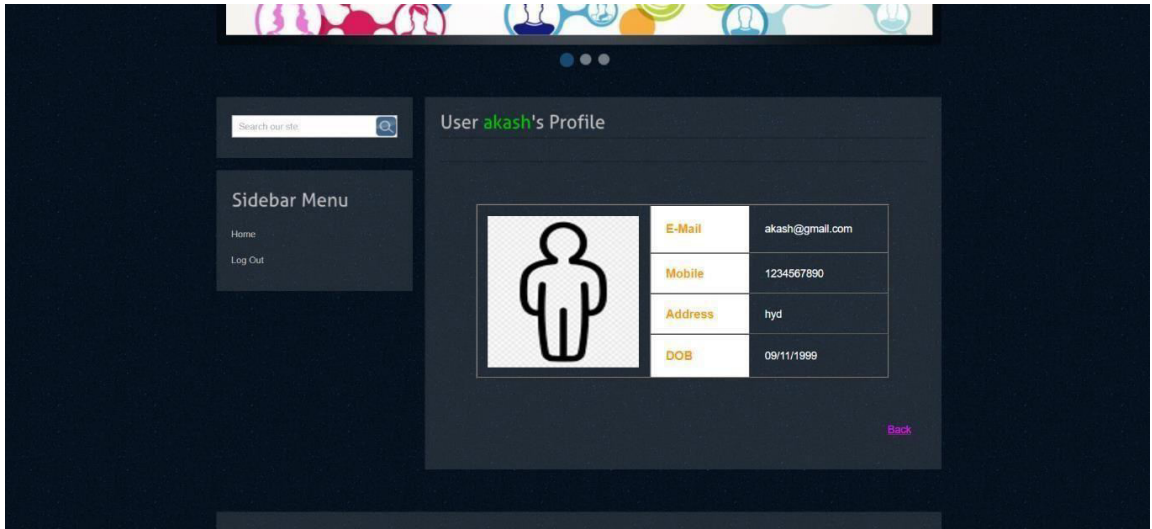 Search our site:
User akash's Profile
Sidebar Menu
Home
Log Out
E-Mail akash@gmail.com
Mobile 1234567890
Address hyd
DOB 09/11/1999
Back